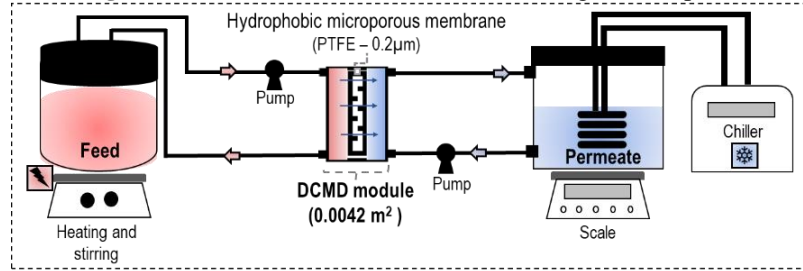 Hydrophobic microporous membrane
(PTFE – 0.2µm)
Pump
Feed
Chiller
Permeate
Pump
DCMD module
(0.0042 m²)
Heating and
stirring
Scale